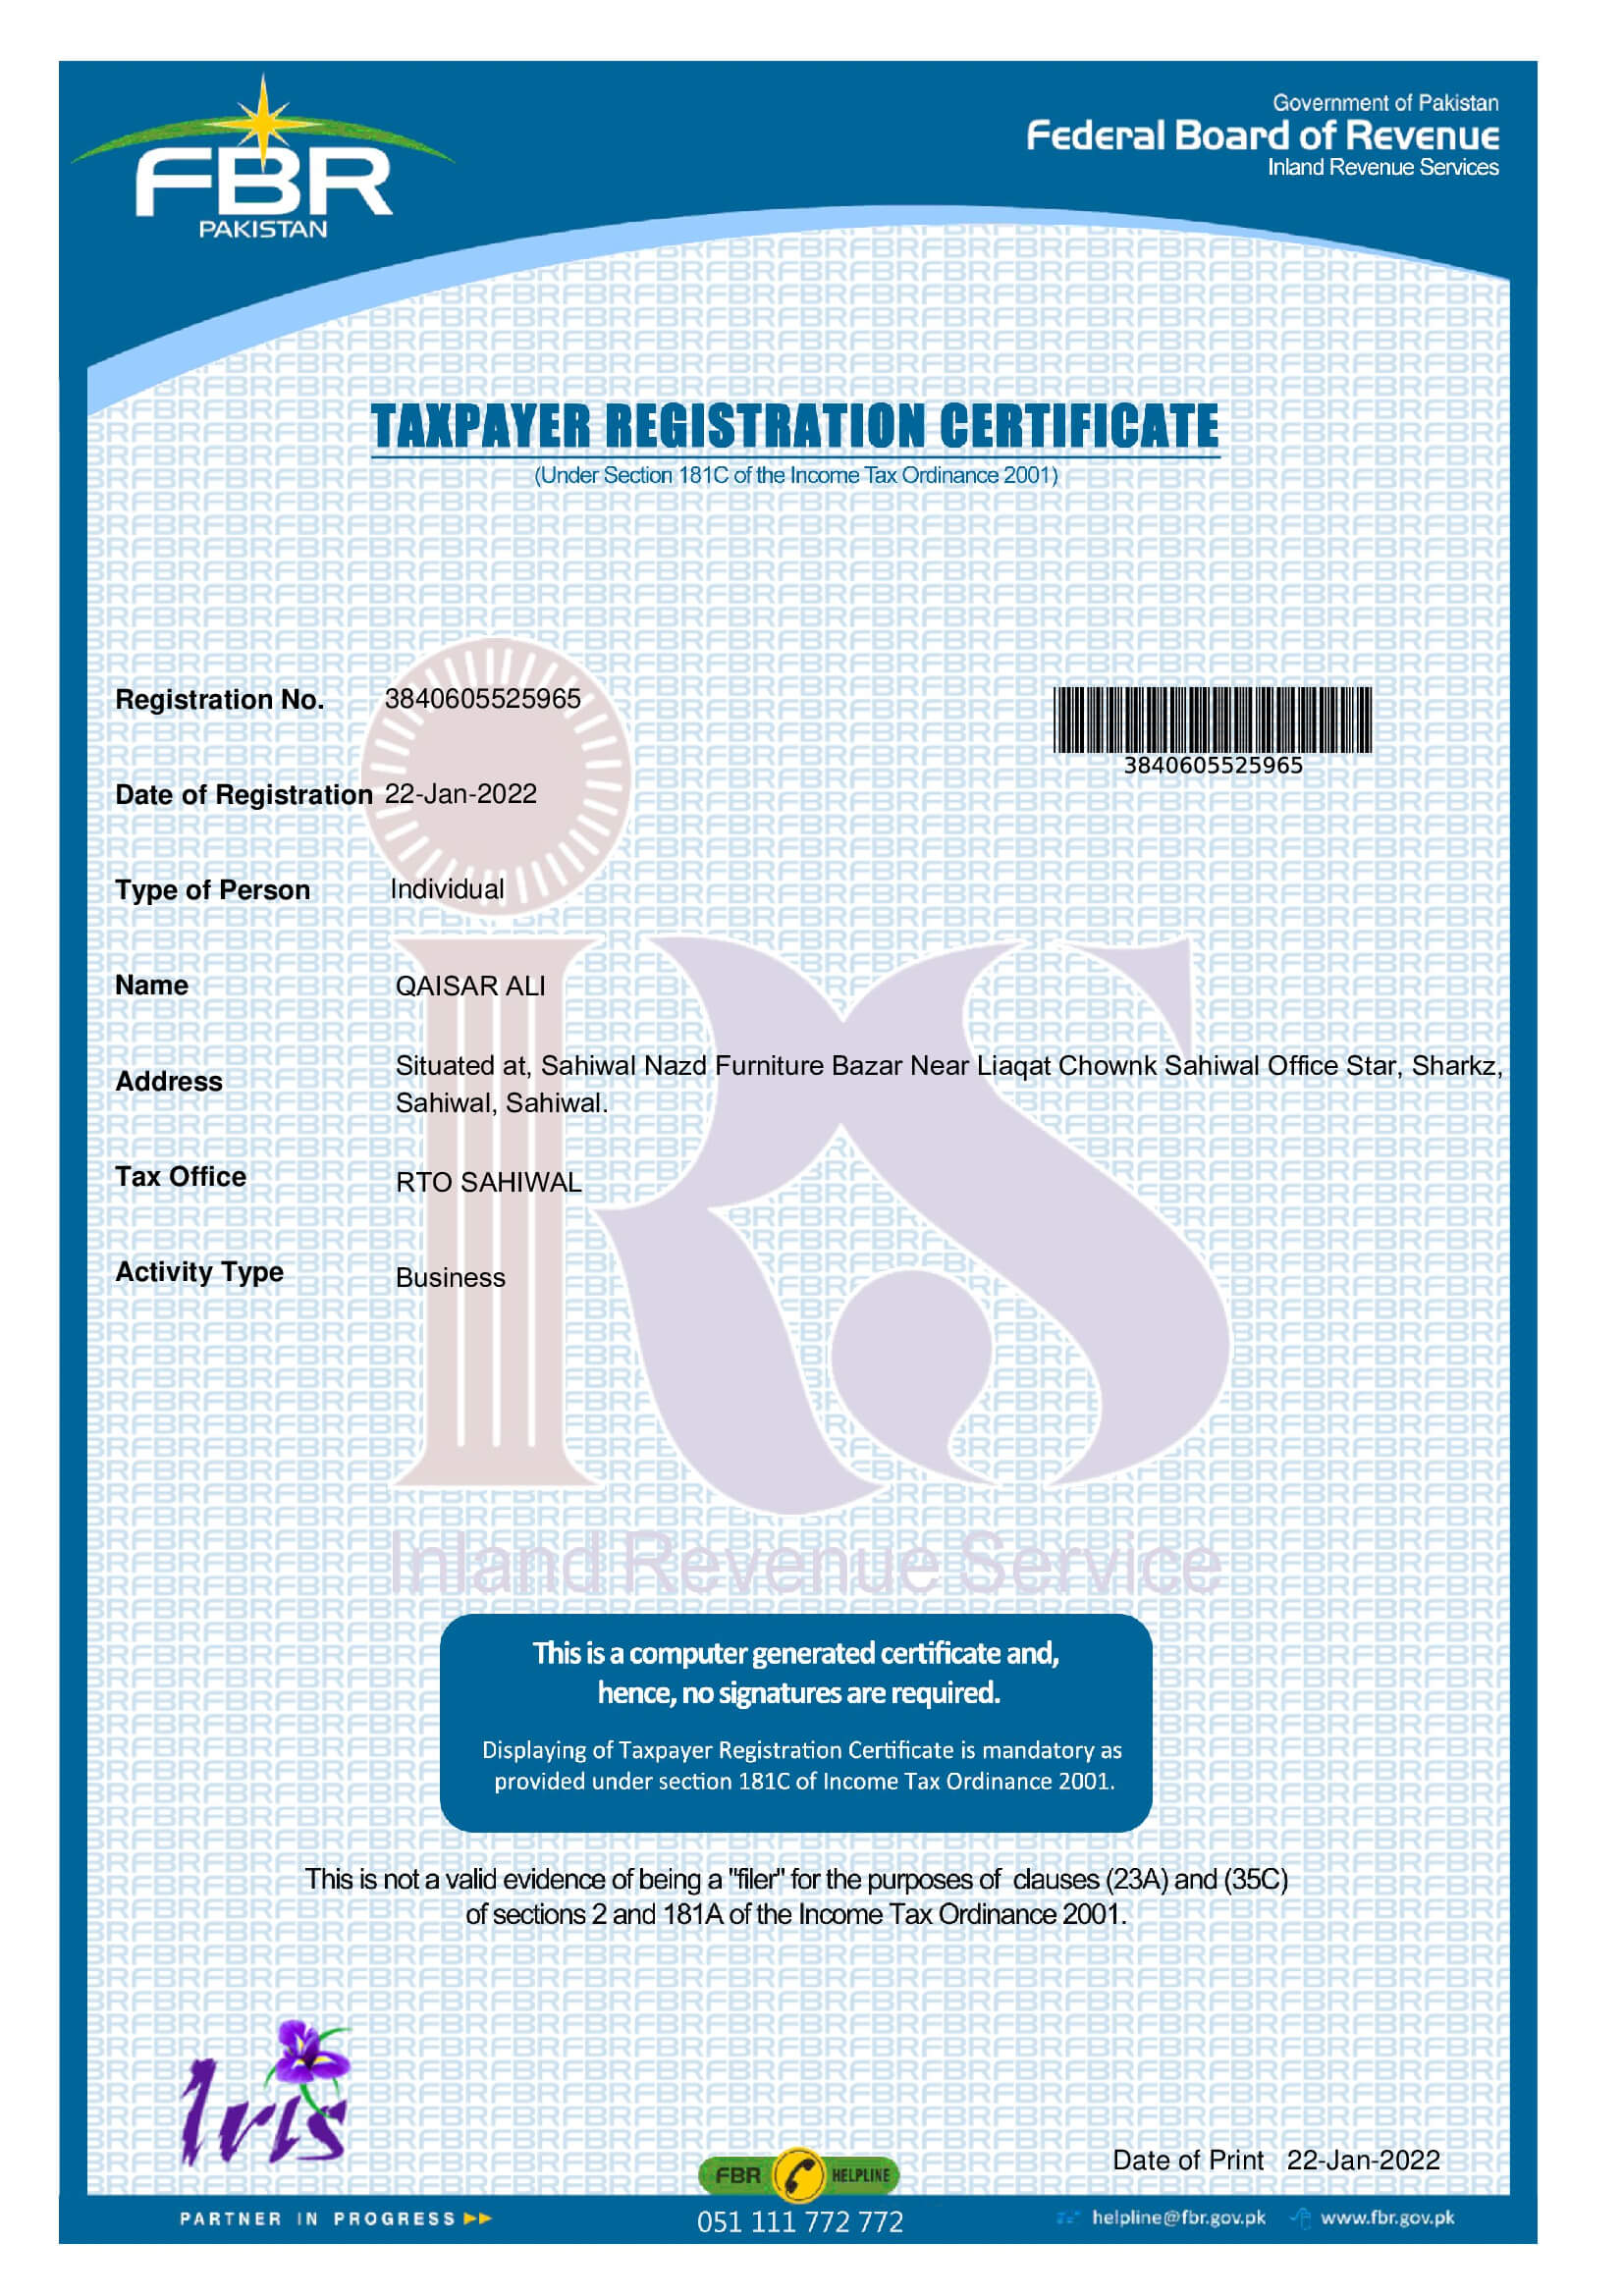 FBR
PAKISTAN
Government of Pakistan
Federal Board of Revenue
Inland Revenue Services
TAXPAYER REGISTRATION CERTIFICATE
(Under Section 181C of the Income Tax Ordinance 2001)
Registration No. 3840605525965
3840605525965
Date of Registration 22-Jan-2022
Type of Person Individual
Name QAISAR ALI
Address Situated at, Sahiwal Nazd Furniture Bazar Near Liaqat Chownk Sahiwal Office Star, Sharkz,
Sahiwal, Sahiwal.
Tax Office RTO SAHIWAL
Activity Type Business
iRS
Inland Revenue Service
This is a computer generated certificate and,
hence, no signatures are required.
Displaying of Taxpayer Registration Certificate is mandatory as
provided under section 181C of Income Tax Ordinance 2001.
This is not a valid evidence of being a "filer" for the purposes of clauses (23A) and (35C)
of sections 2 and 181A of the Income Tax Ordinance 2001.
Iris
Date of Print 22-Jan-2022
FBR HELPLINE
PARTNER IN PROGRESS
051 111 772 772
helpline@fbr.gov.pk
www.fbr.gov.pk